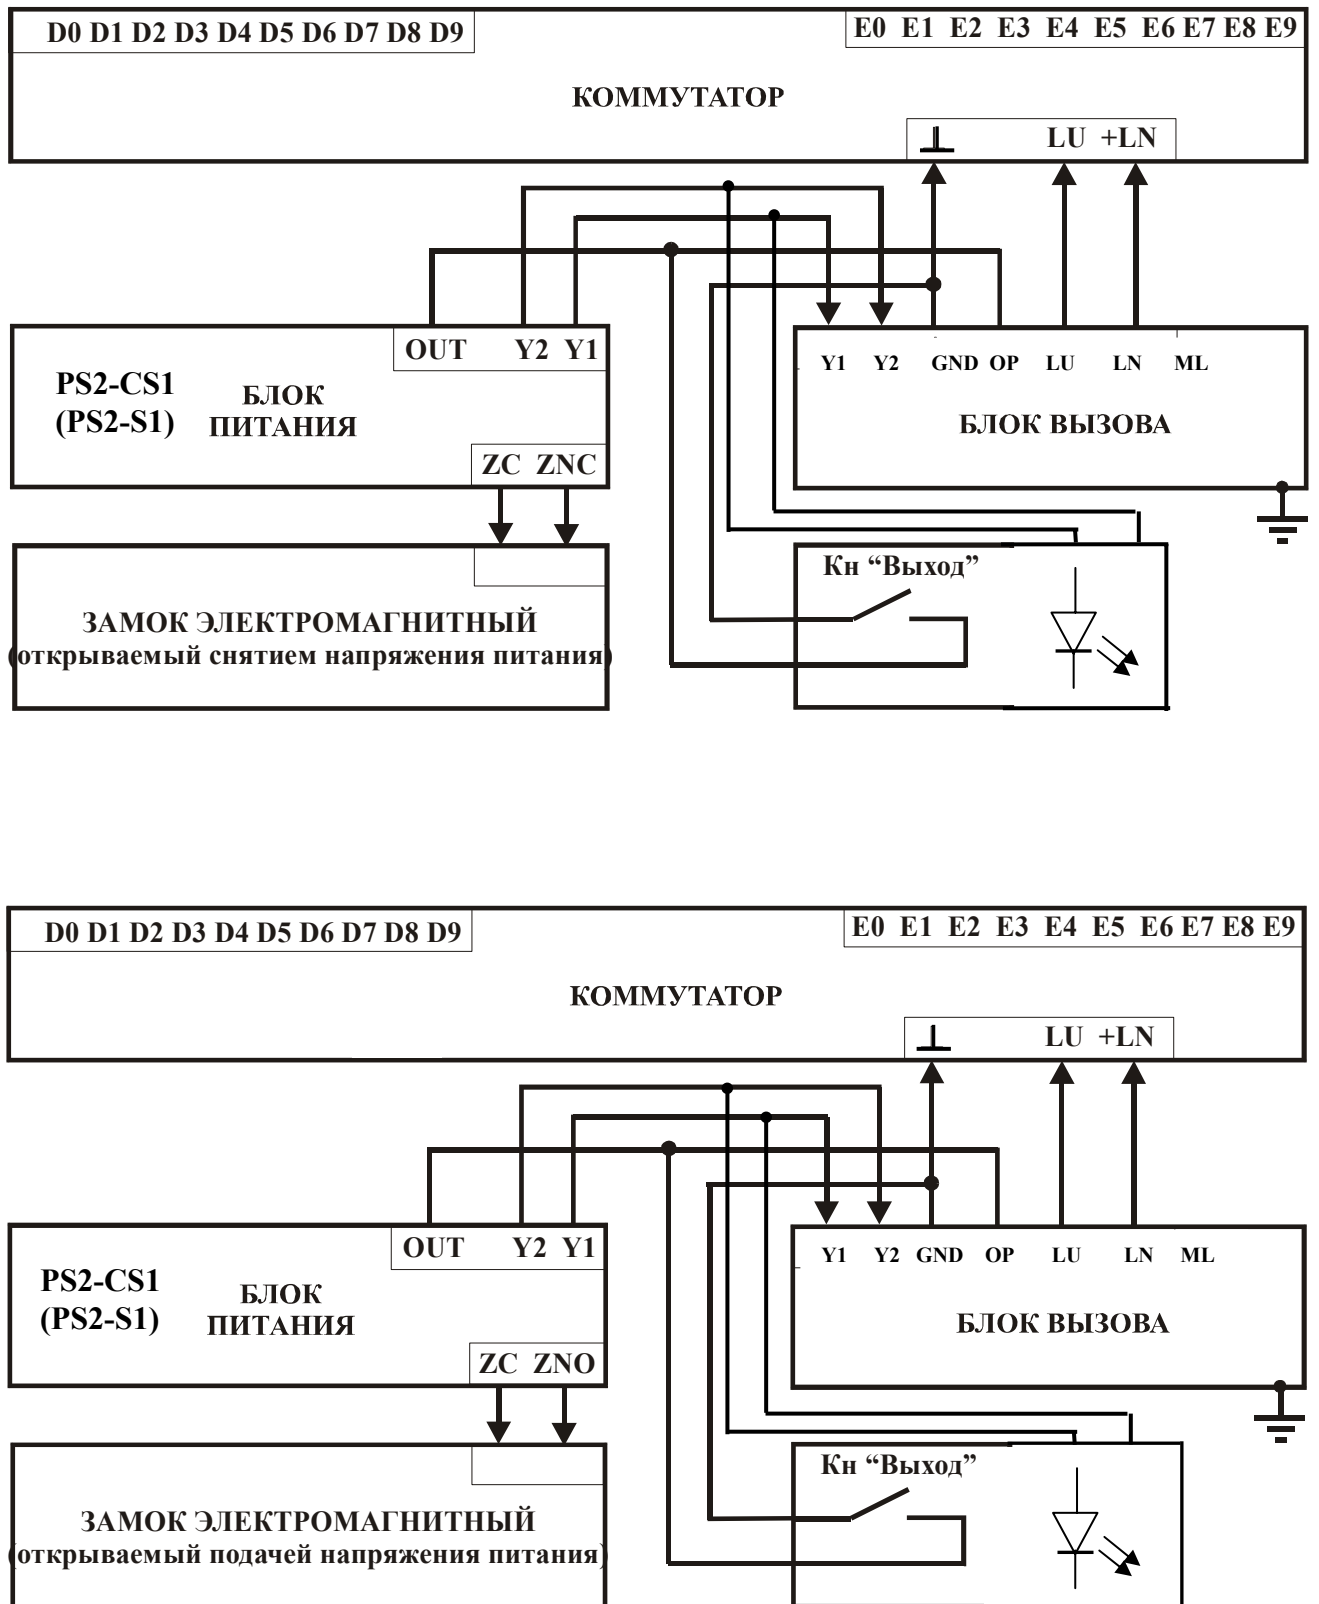 D0 D1 D2 D3 D4 D5 D6 D7 D8 D9
E0 E1 E2 E3 E4 E5 E6 E7 E8 E9
КОММУТАТОР
LU +LN
OUT Y2 Y1
PS2-CS1
(PS2-S1)
БЛОК
ПИТАНИЯ
ZC ZNC
Y1 Y2 GND OP LU LN ML
БЛОК ВЫЗОВА
ЗАМОК ЭЛЕКТРОМАГНИТНЫЙ
(открываемый снятием напряжения питания)
Кн “Выход”
D0 D1 D2 D3 D4 D5 D6 D7 D8 D9
E0 E1 E2 E3 E4 E5 E6 E7 E8 E9
КОММУТАТОР
LU +LN
OUT Y2 Y1
PS2-CS1
(PS2-S1)
БЛОК
ПИТАНИЯ
ZC ZNO
Y1 Y2 GND OP LU LN ML
БЛОК ВЫЗОВА
ЗАМОК ЭЛЕКТРОМАГНИТНЫЙ
(открываемый подачей напряжения питания)
Кн “Выход”